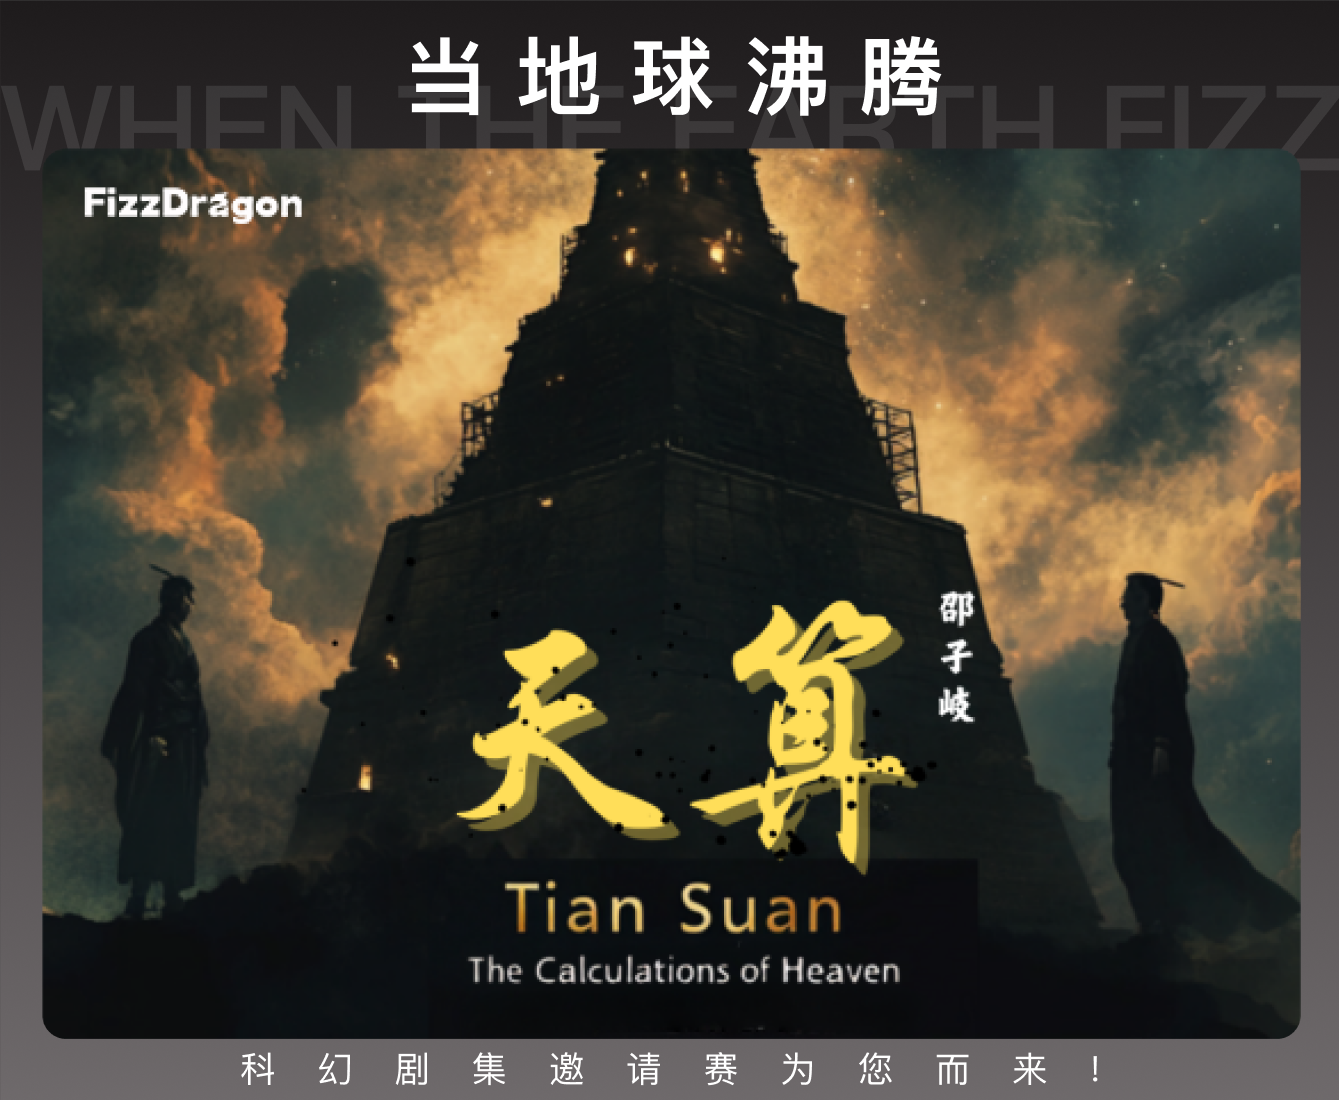 当地球沸腾
WHEN THE EARTH FIZZ
FizzDragon
天算
邵子岐
Tian Suan
The Calculations of Heaven
科幻剧集邀请赛为您而来！